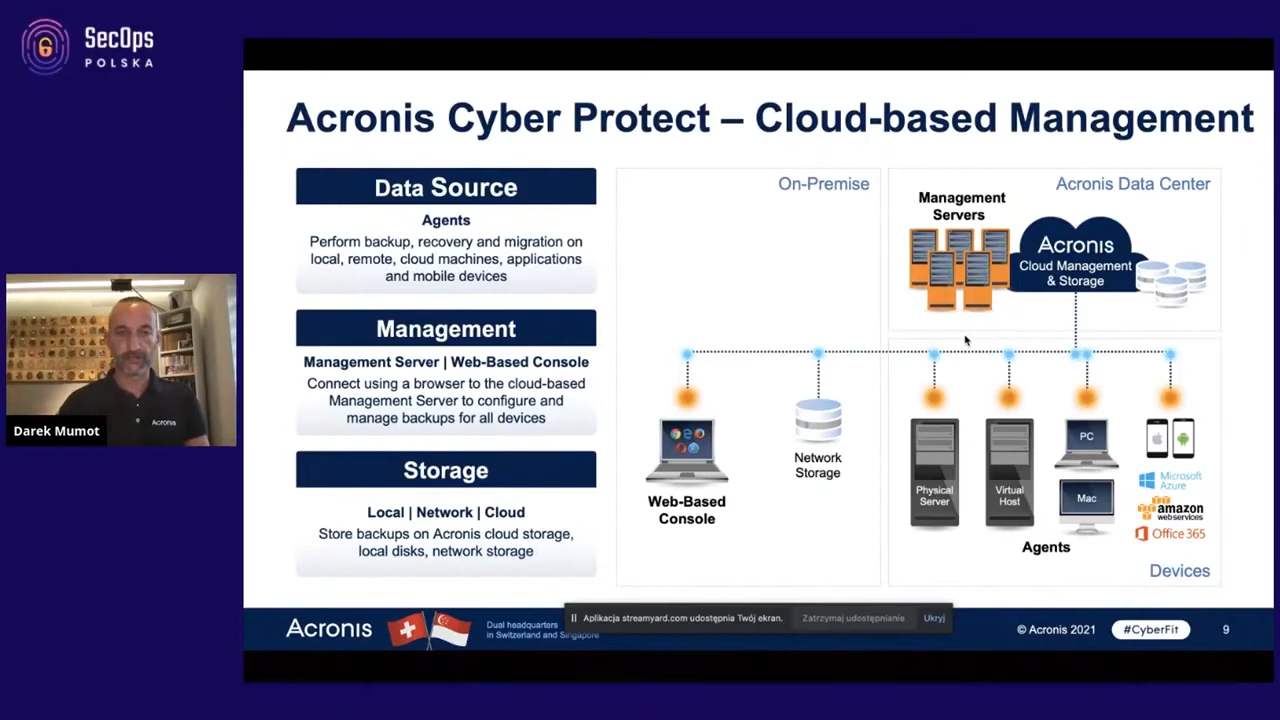 SecOps
POLSKA
Acronis Cyber Protect – Cloud-based Management
Data Source
Agents
Perform backup, recovery and migration on
local, remote, cloud machines, applications
and mobile devices
Management
Management Server | Web-Based Console
Connect using a browser to the cloud-based
Management Server to configure and
manage backups for all devices
Storage
Local | Network | Cloud
Store backups on Acronis cloud storage,
local disks, network storage
On-Premise
Web-Based
Console
Network
Storage
Acronis Data Center
Management
Servers
Acronis
Cloud Management
& Storage
Physical
Server
Virtual
Host
PC
Mac
Microsoft
Azure
amazon
web services
Office 365
Agents
Devices
Acronis
Darek Mumot
Acronis
Dual headquarters
in Switzerland and Singapore
Aplikacja streamyard.com udostępnia Twój ekran.
Zatrzymaj udostępnianie
Ukryj
© Acronis 2021
#CyberFit
9